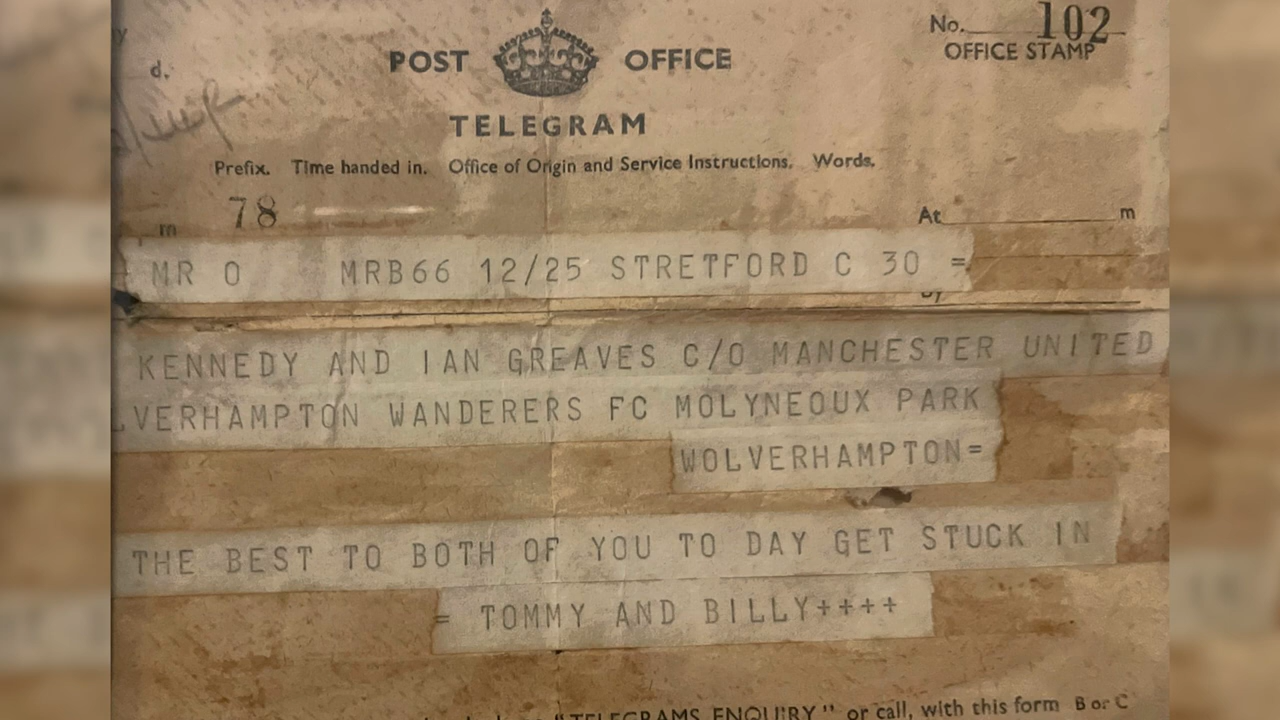 No. 102
POST OFFICE
OFFICE STAMP
d.
TELEGRAM
Prefix. Time handed in. Office of Origin and Service Instructions. Words.
78
m
At m
MR O MRB66 12/25 STRETFORD C 30 =
By
KENNEDY AND IAN GREAVES C/O MANCHESTER UNITED
LVERHAMPTON WANDERERS FC MOLYNEOUX PARK
WOLVERHAMPTON=
THE BEST TO BOTH OF YOU TO DAY GET STUCK IN
= TOMMY AND BILLY++++
"TELEGRAMS ENQUIRY" or call, with this form B or C